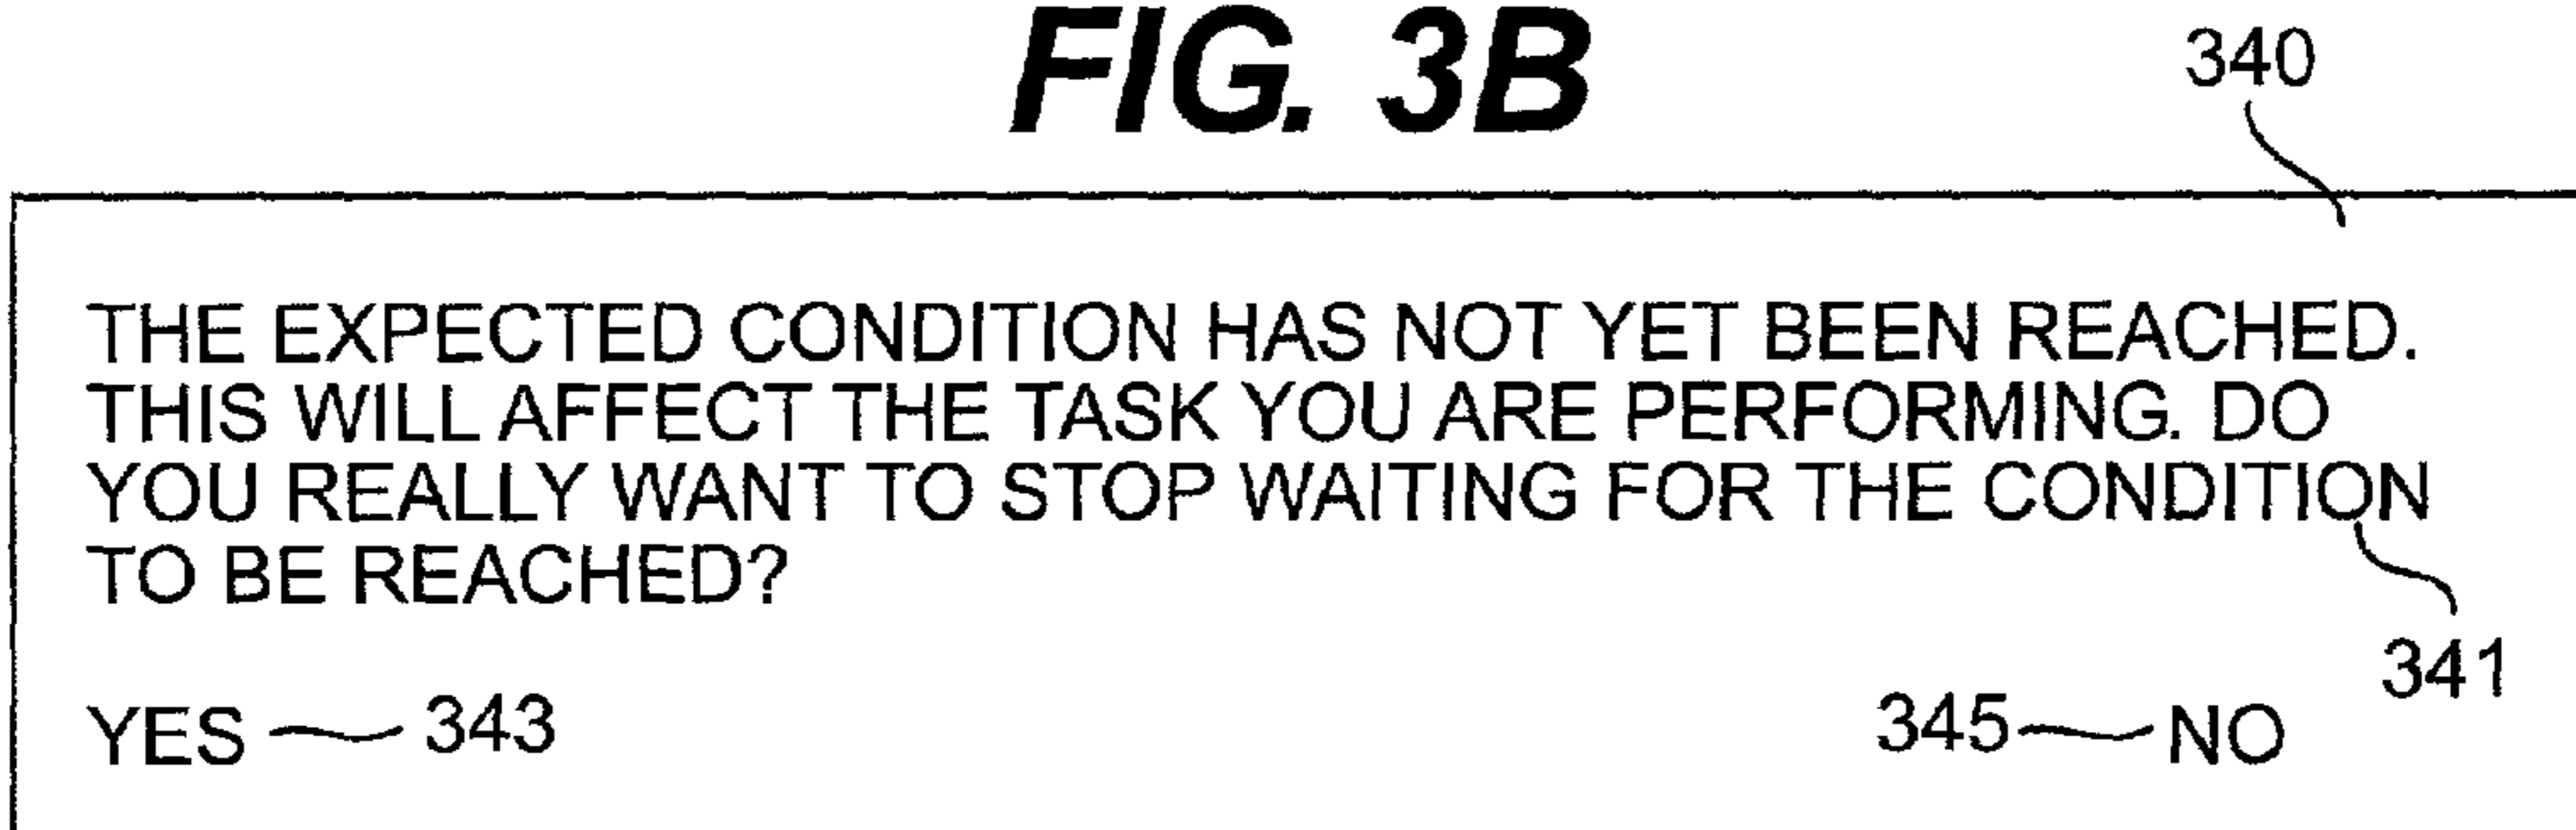 FIG. 3B
340
THE EXPECTED CONDITION HAS NOT YET BEEN REACHED.
THIS WILL AFFECT THE TASK YOU ARE PERFORMING. DO
YOU REALLY WANT TO STOP WAITING FOR THE CONDITION
TO BE REACHED?
341
YES 343 345 NO